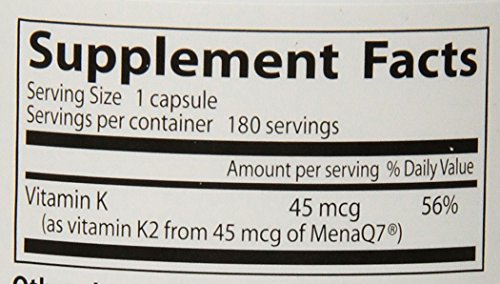 Supplement Facts
Serving Size 1 capsule
Servings per container 180 servings
Amount per serving % Daily Value
Vitamin K 45 mcg 56%
(as vitamin K2 from 45 mcg of MenaQ7®)